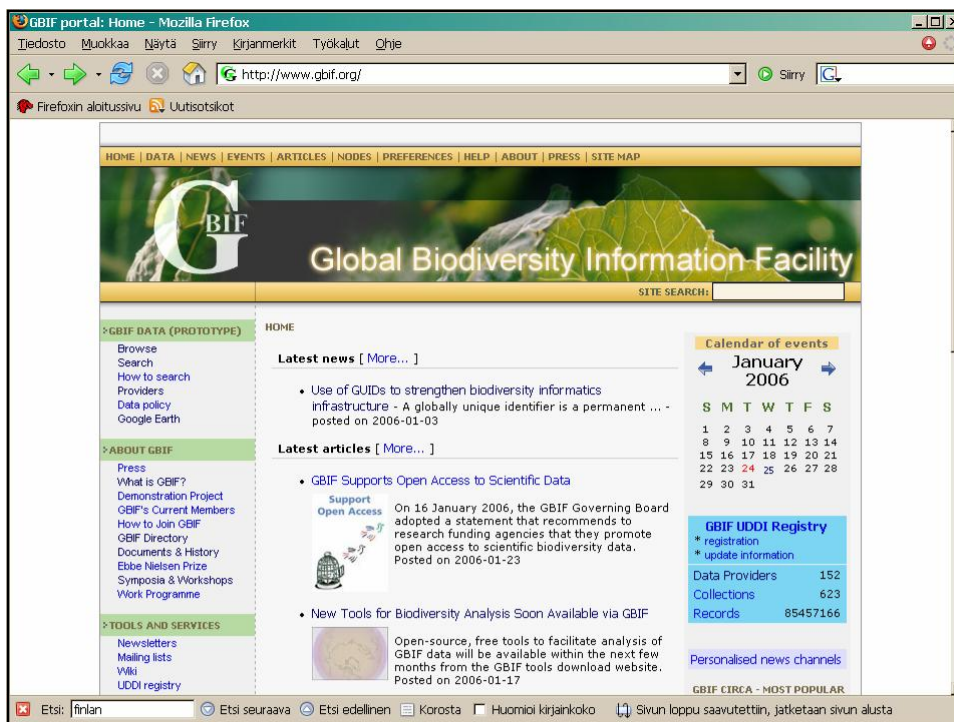 GBIF portal: Home - Mozilla Firefox
Tiedosto Muokkaa Näytä Siirry Kirjanmerkit Työkalut Ohje
http://www.gbif.org/
Siirry
Firefoxin aloitussivu Uutisotsikot
HOME | DATA | NEWS | EVENTS | ARTICLES | NODES | PREFERENCES | HELP | ABOUT | PRESS | SITE MAP
GBIF
Global Biodiversity Information Facility
SITE SEARCH:
GBIF DATA (PROTOTYPE)
Browse
Search
How to search
Providers
Data policy
Google Earth
ABOUT GBIF
Press
What is GBIF?
Demonstration Project
GBIF's Current Members
How to Join GBIF
GBIF Directory
Documents & History
Ebbe Nielsen Prize
Symposia & Workshops
Work Programme
TOOLS AND SERVICES
Newsletters
Mailing lists
Wiki
UDDI registry
HOME
Latest news [ More... ]
• Use of GUIDs to strengthen biodiversity informatics
infrastructure - A globally unique identifier is a permanent ... -
posted on 2006-01-03
Latest articles [ More... ]
• GBIF Supports Open Access to Scientific Data
Support
Open Access
On 16 January 2006, the GBIF Governing Board
adopted a statement that recommends to
research funding agencies that they promote
open access to scientific biodiversity data.
Posted on 2006-01-23
• New Tools for Biodiversity Analysis Soon Available via GBIF
Open-source, free tools to facilitate analysis of
GBIF data will be available within the next few
months from the GBIF tools download website.
Posted on 2006-01-17
Calendar of events
January
2006
S M T W T F S
1 2 3 4 5 6 7
8 9 10 11 12 13 14
15 16 17 18 19 20 21
22 23 24 25 26 27 28
29 30 31
GBIF UDDI Registry
* registration
* update information
Data Providers 152
Collections 623
Records 85457166
Personalised news channels
GBIF CIRCA - MOST POPULAR
Etsi: finlan Etsi seuraava Etsi edellinen Korosta Huomioi kirjainkoko Sivun loppu saavutettiin, jatketaan sivun alusta